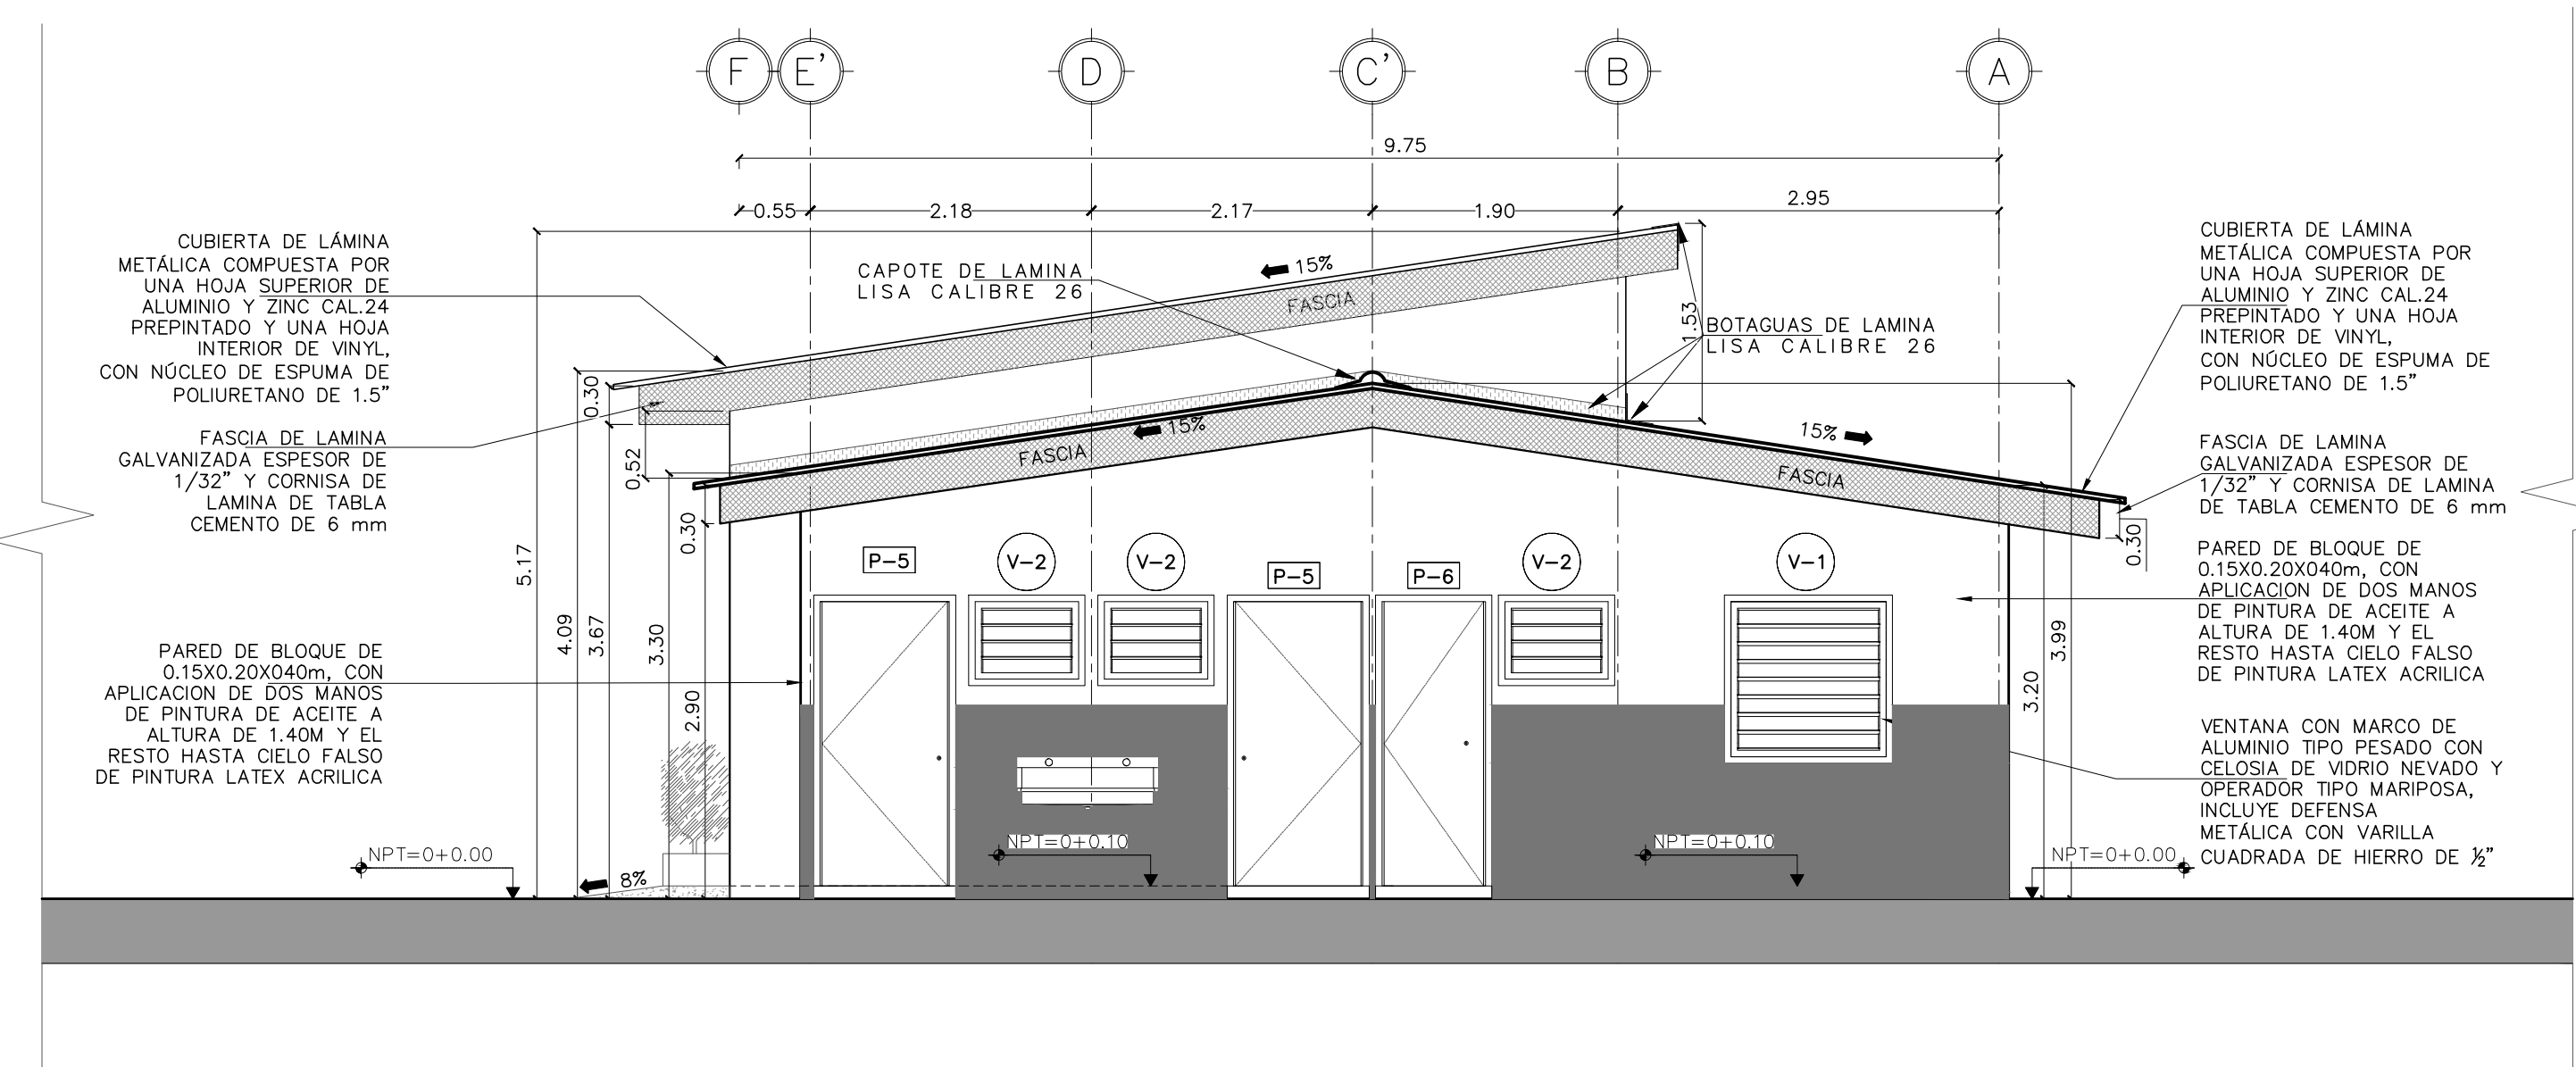 F E' D C' B A
9.75
0.55 2.18 2.17 1.90 2.95
CUBIERTA DE LÁMINA
METÁLICA COMPUESTA POR
UNA HOJA SUPERIOR DE
ALUMINIO Y ZINC CAL.24
PREPINTADO Y UNA HOJA
INTERIOR DE VINYL,
CON NÚCLEO DE ESPUMA DE
POLIURETANO DE 1.5”
FASCIA DE LAMINA
GALVANIZADA ESPESOR DE
1/32” Y CORNISA DE
LAMINA DE TABLA
CEMENTO DE 6 mm
PARED DE BLOQUE DE
0.15X0.20X040m, CON
APLICACION DE DOS MANOS
DE PINTURA DE ACEITE A
ALTURA DE 1.40M Y EL
RESTO HASTA CIELO FALSO
DE PINTURA LATEX ACRILICA
NPT=0+0.00
8%
5.17
4.09
3.67
3.30
2.90
0.30
0.52
0.30
CAPOTE DE LAMINA
LISA CALIBRE 26
15%
FASCIA
15%
FASCIA
1.53
BOTAGUAS DE LAMINA
LISA CALIBRE 26
15%
FASCIA
P-5
V-2
V-2
P-5
P-6
V-2
V-1
NPT=0+0.10
NPT=0+0.10
0.30
3.99
3.20
NPT=0+0.00
CUBIERTA DE LÁMINA
METÁLICA COMPUESTA POR
UNA HOJA SUPERIOR DE
ALUMINIO Y ZINC CAL.24
PREPINTADO Y UNA HOJA
INTERIOR DE VINYL,
CON NÚCLEO DE ESPUMA DE
POLIURETANO DE 1.5”
FASCIA DE LAMINA
GALVANIZADA ESPESOR DE
1/32” Y CORNISA DE LAMINA
DE TABLA CEMENTO DE 6 mm
PARED DE BLOQUE DE
0.15X0.20X040m, CON
APLICACION DE DOS MANOS
DE PINTURA DE ACEITE A
ALTURA DE 1.40M Y EL
RESTO HASTA CIELO FALSO
DE PINTURA LATEX ACRILICA
VENTANA CON MARCO DE
ALUMINIO TIPO PESADO CON
CELOSIA DE VIDRIO NEVADO Y
OPERADOR TIPO MARIPOSA,
INCLUYE DEFENSA
METÁLICA CON VARILLA
CUADRADA DE HIERRO DE ½”